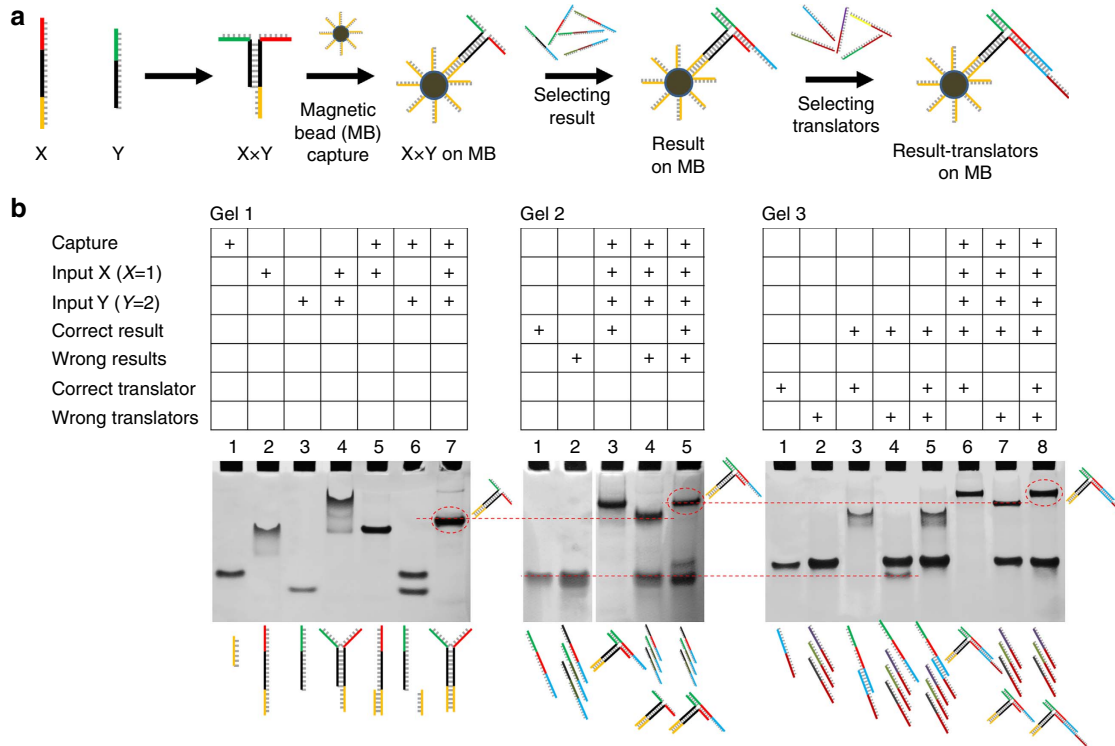 a
X
Y
X×Y
Magnetic
bead (MB)
capture
X×Y on MB
Selecting
result
Result
on MB
Selecting
translators
Result-translators
on MB
b
Gel 1
Gel 2
Gel 3
Capture + + + + + + + + + +
Input X (X=1) + + + + + + + + + +
Input Y (Y=2) + + + + + + + + + +
Correct result + + + + + + + + +
Wrong results + + +
Correct translator + + + + +
Wrong translators + + + + +
1 2 3 4 5 6 7
1 2 3 4 5
1 2 3 4 5 6 7 8